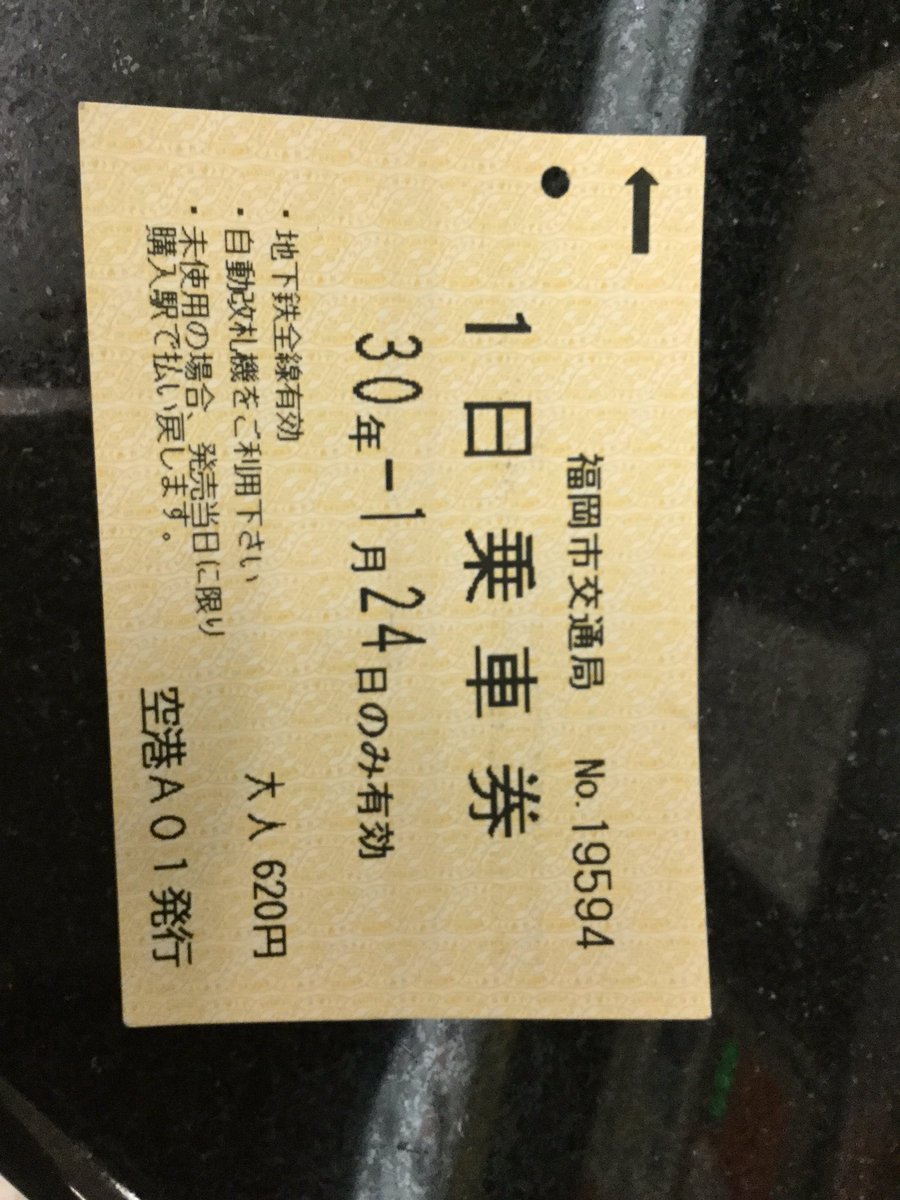 ←
福岡市交通局 No. 19594
1日乗車券
30年-1月24日のみ有効
・地下鉄全線有効
・自動改札機をご利用下さい
・未使用の場合、発売当日に限り
購入駅で払い戻します。
大人 620円
空港A01発行